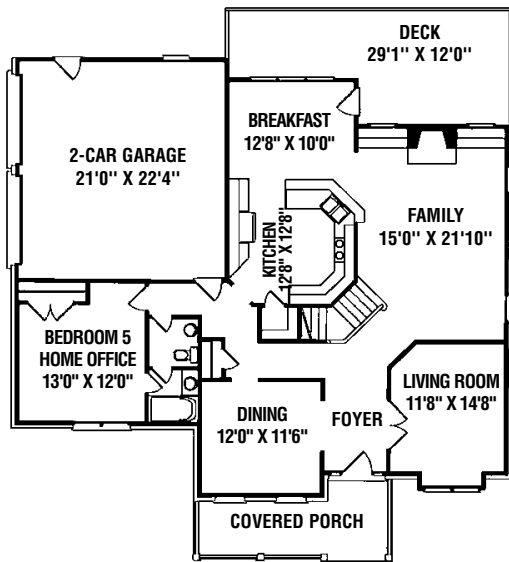 DECK
29'1" X 12'0"
BREAKFAST
12'8" X 10'0"
2-CAR GARAGE
21'0" X 22'4"
FAMILY
15'0" X 21'10"
KITCHEN
12'8" X 12'8"
BEDROOM 5
HOME OFFICE
13'0" X 12'0"
LIVING ROOM
11'8" X 14'8"
DINING
12'0" X 11'6"
FOYER
COVERED PORCH